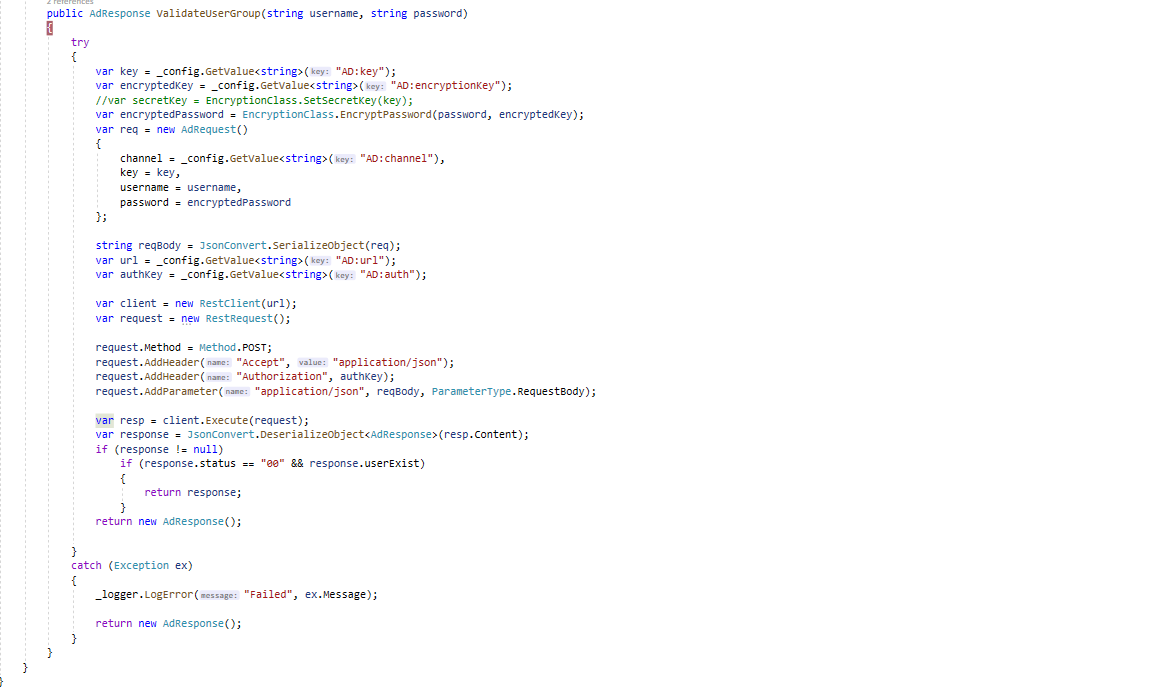 2 references
public AdResponse ValidateUserGroup(string username, string password)
{
try
{
var key = _config.GetValue<string>(key: "AD:key");
var encryptedKey = _config.GetValue<string>(key: "AD:encryptionKey");
//var secretKey = EncryptionClass.SetSecretKey(key);
var encryptedPassword = EncryptionClass.EncryptPassword(password, encryptedKey);
var req = new AdRequest()
{
channel = _config.GetValue<string>(key: "AD:channel"),
key = key,
username = username,
password = encryptedPassword
};
string reqBody = JsonConvert.SerializeObject(req);
var url = _config.GetValue<string>(key: "AD:url");
var authKey = _config.GetValue<string>(key: "AD:auth");
var client = new RestClient(url);
var request = new RestRequest();
request.Method = Method.POST;
request.AddHeader(name: "Accept", value: "application/json");
request.AddHeader(name: "Authorization", authKey);
request.AddParameter(name: "application/json", reqBody, ParameterType.RequestBody);
var resp = client.Execute(request);
var response = JsonConvert.DeserializeObject<AdResponse>(resp.Content);
if (response != null)
if (response.status == "00" && response.userExist)
{
return response;
}
return new AdResponse();
}
catch (Exception ex)
{
_logger.LogError(message: "Failed", ex.Message);
return new AdResponse();
}
}
}
}